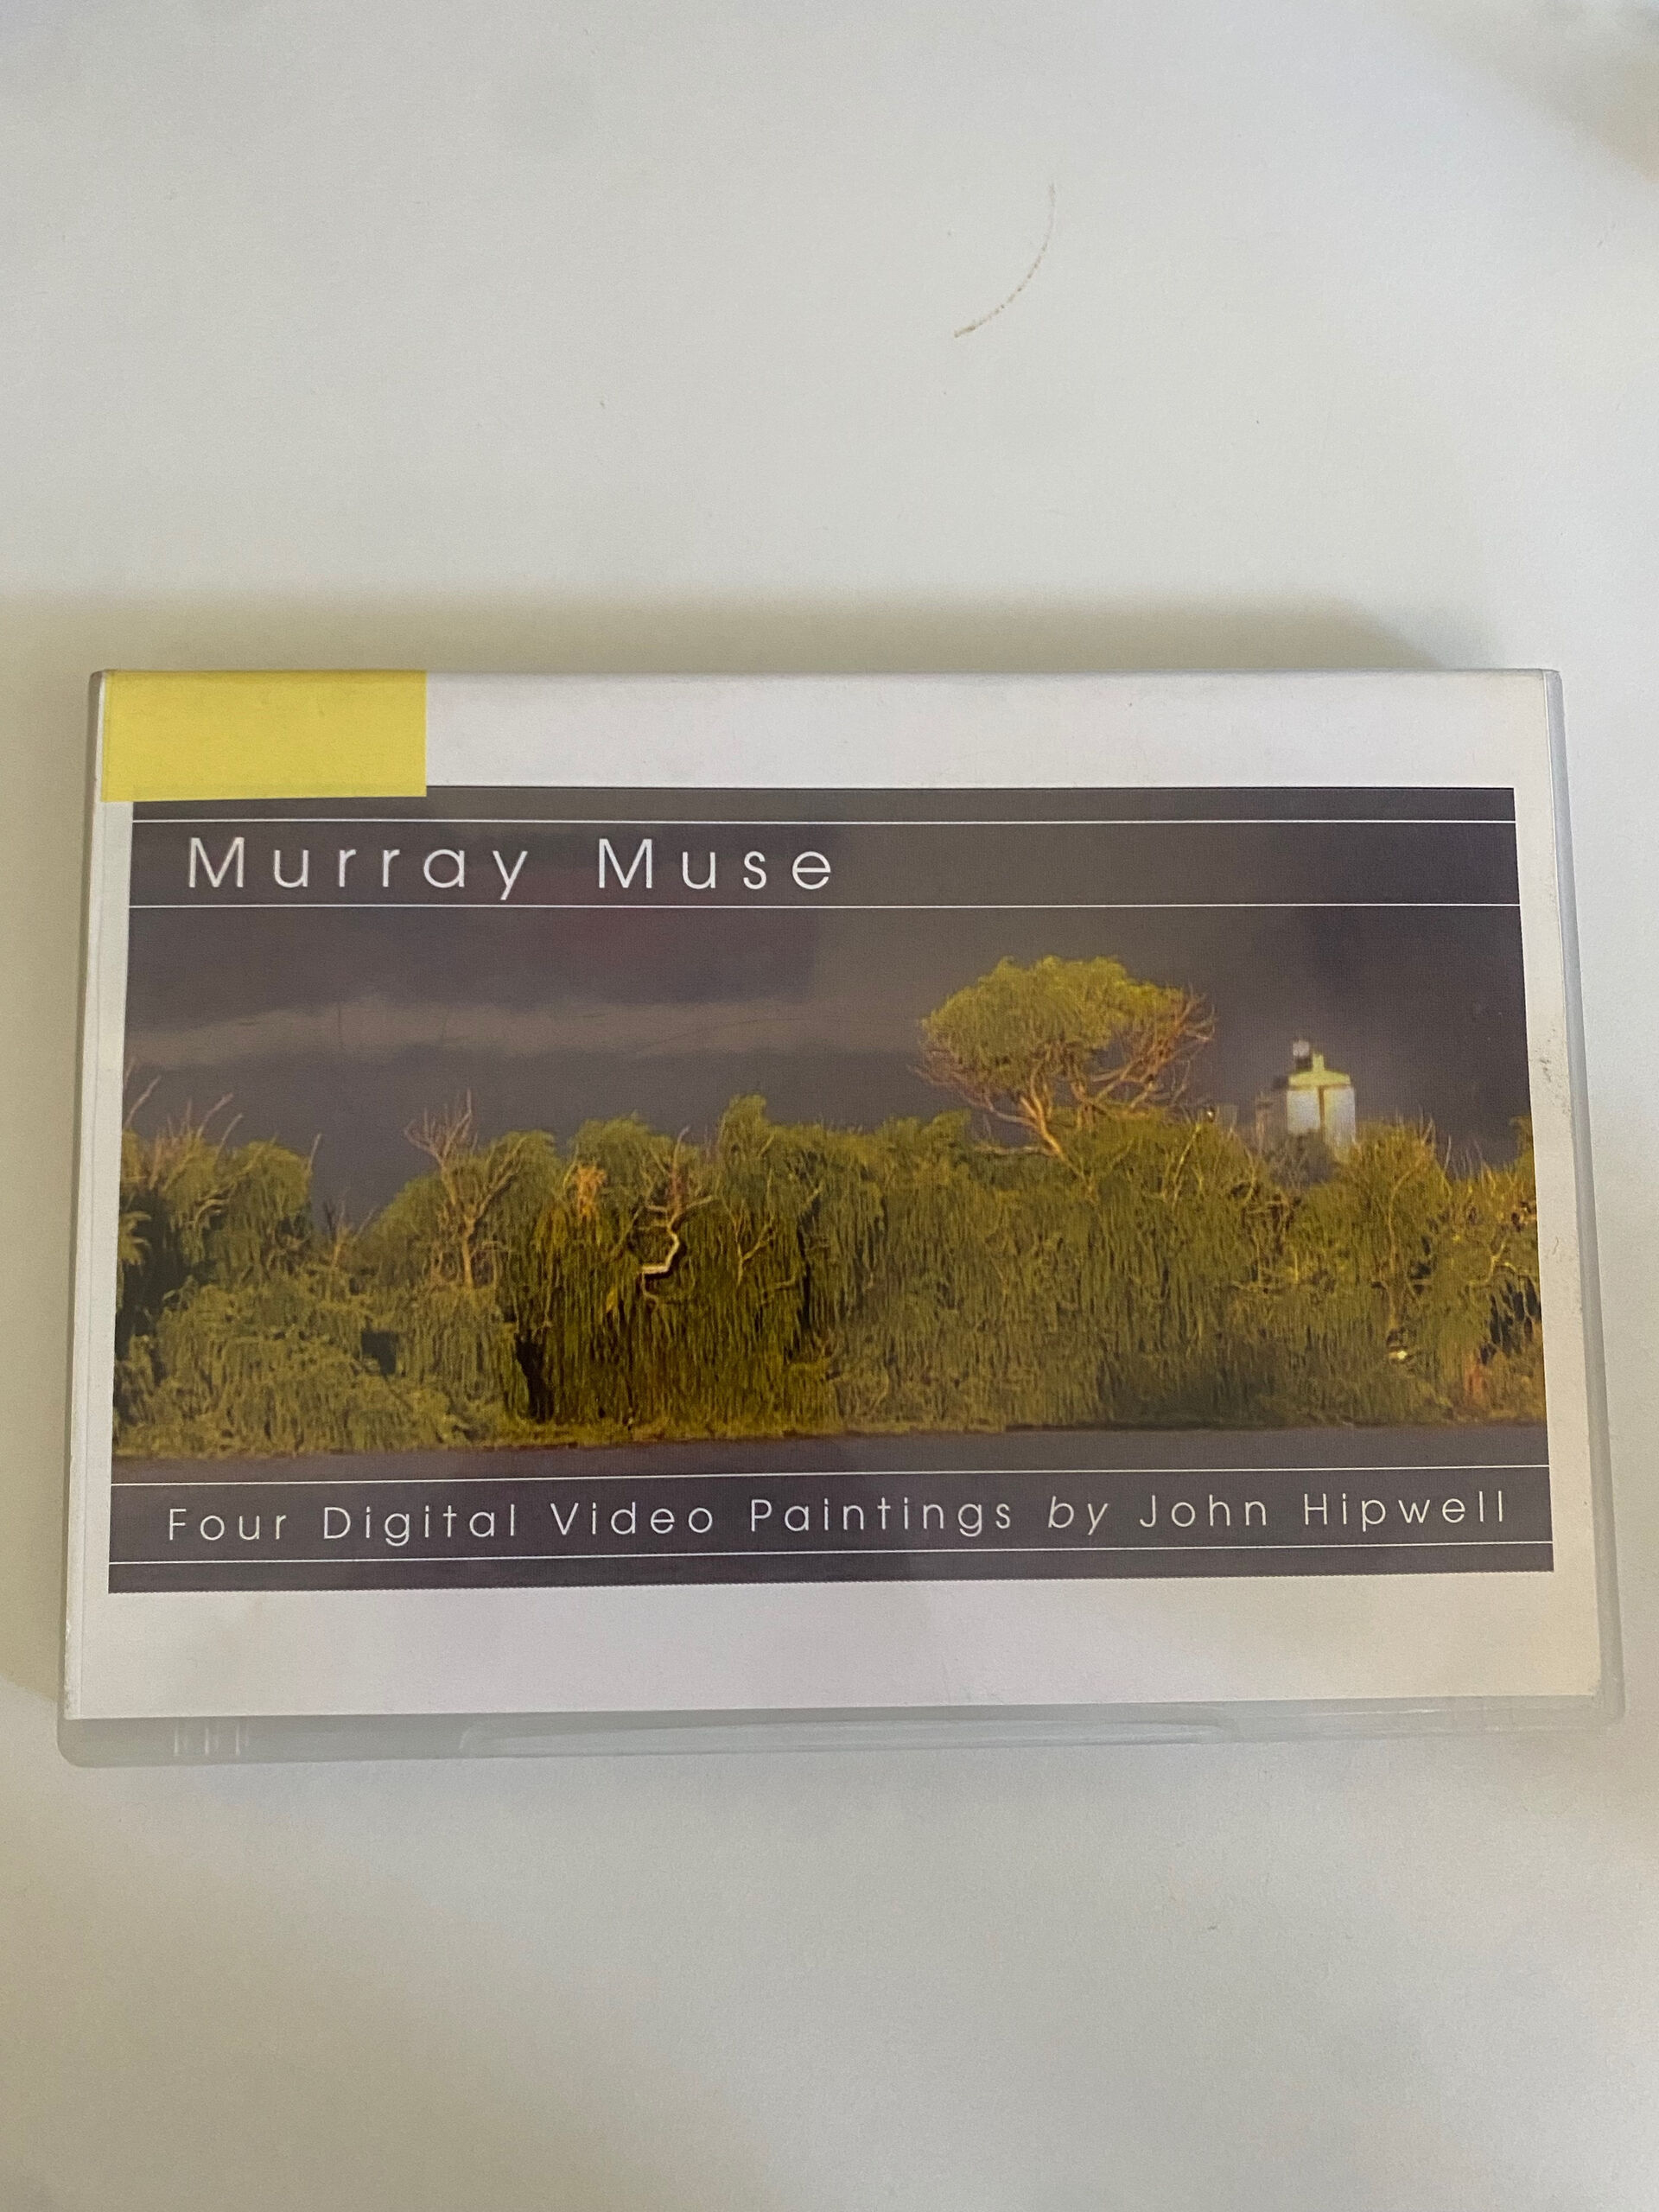 Murray Muse
Four Digital Video Paintings by John Hipwell